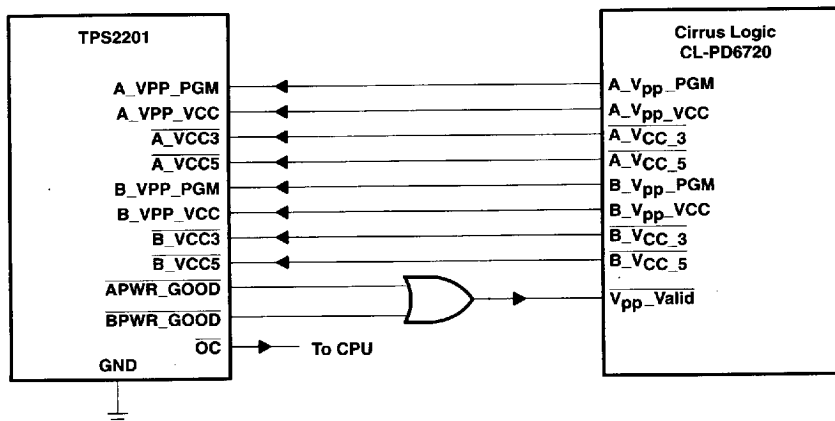 TPS2201
Cirrus Logic
CL-PD6720
A_VPP_PGM
A_VPP_VCC
A_VCC3
A_VCC5
B_VPP_PGM
B_VPP_VCC
B_VCC3
B_VCC5
APWR_GOOD
BPWR_GOOD
OC
To CPU
GND
A_Vpp_PGM
A_Vpp_VCC
A_VCC_3
A_VCC_5
B_Vpp_PGM
B_Vpp_VCC
B_VCC_3
B_VCC_5
Vpp_Valid